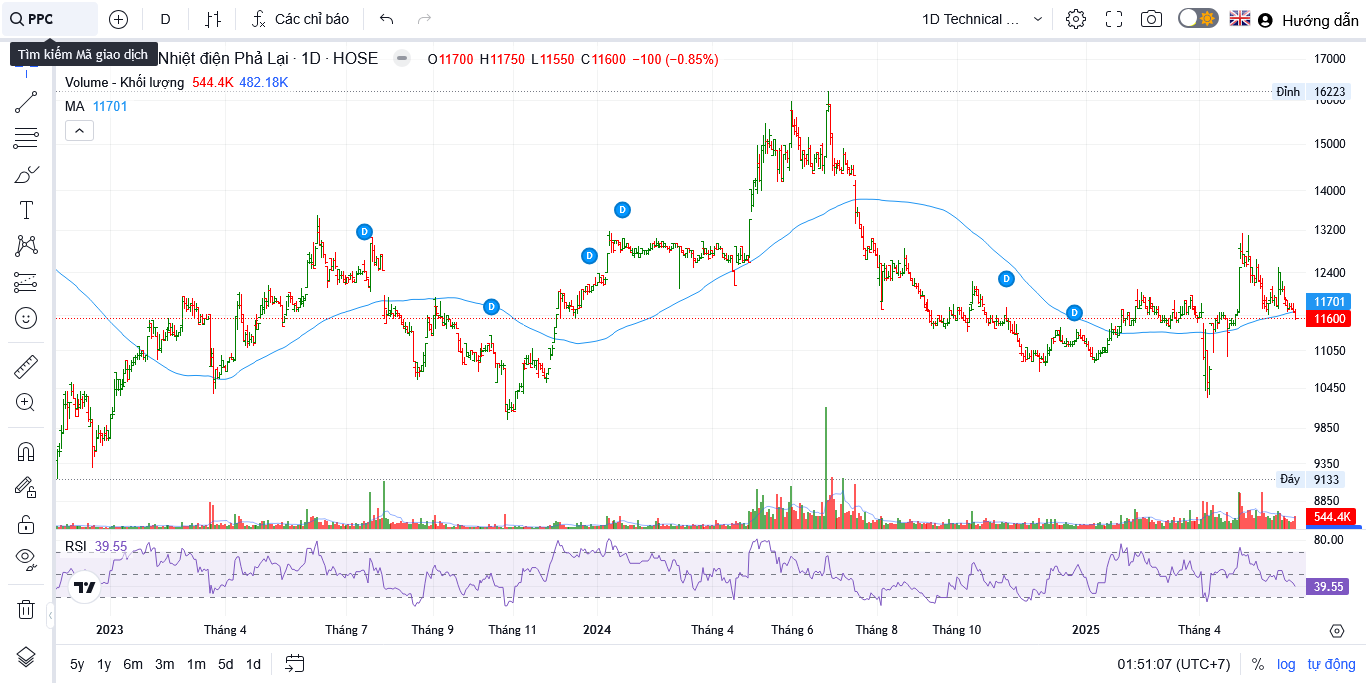 PPC
D
Các chỉ báo
1D Technical ...
Hướng dẫn
Tìm kiếm Mã giao dịch
Nhiệt điện Phả Lại · 1D · HOSE
O11700 H11750 L11550 C11600 −100 (−0.85%)
Volume - Khối lượng 544.4K 482.18K
MA 11701
17000
Đỉnh 16223
16000
15000
14000
13200
12400
11701
11600
11050
10450
9850
9350
Đáy 9133
8850
544.4K
D
D
D
D
D
D
RSI 39.55
80.00
39.55
2023 Tháng 4 Tháng 7 Tháng 9 Tháng 11 2024 Tháng 4 Tháng 6 Tháng 8 Tháng 10 2025 Tháng 4
5y 1y 6m 3m 1m 5d 1d
01:51:07 (UTC+7) % log tự động